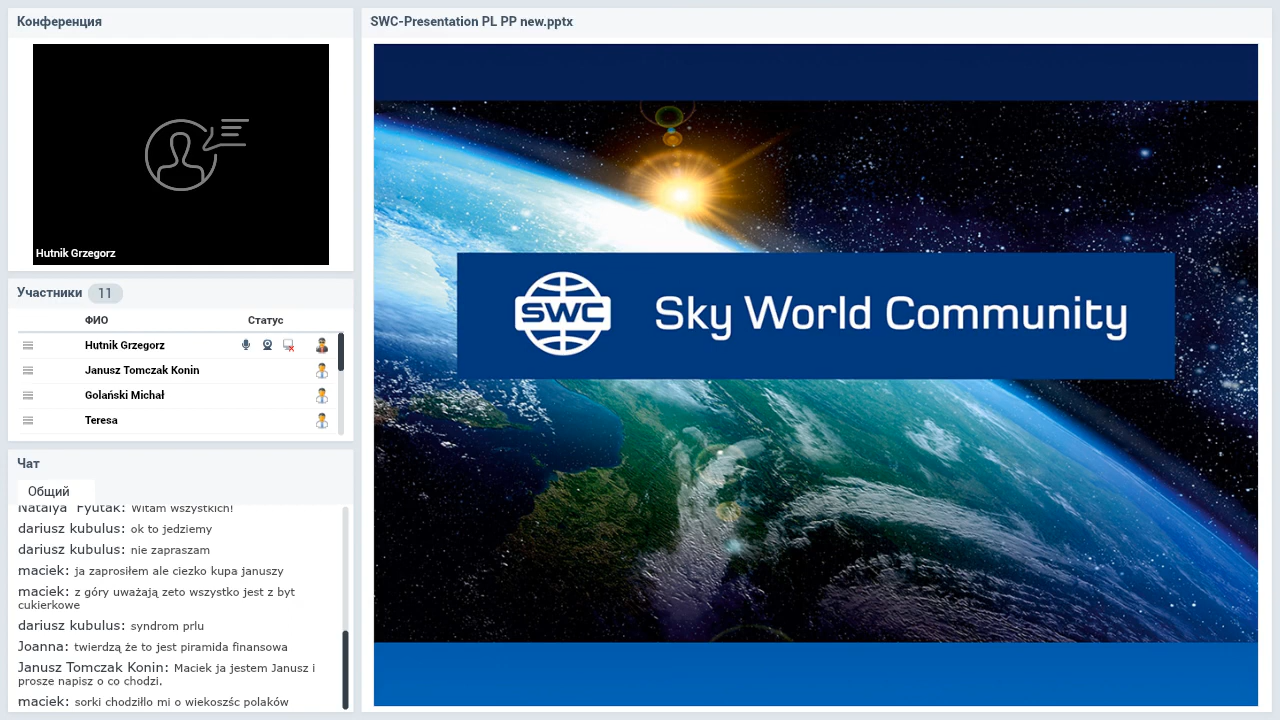 Конференция
Hutnik Grzegorz
Участники 11
ФИО Статус
Hutnik Grzegorz
Janusz Tomczak Konin
Golański Michał
Teresa
Чат
Общий
Natalya Fyutak: Witam wszystkich!
dariusz kubulus: ok to jedziemy
dariusz kubulus: nie zapraszam
maciek: ja zaprosiłem ale ciezko kupa januszy
maciek: z góry uważają zeto wszystko jest z byt
cukierkowe
dariusz kubulus: syndrom prlu
Joanna: twierdzą że to jest piramida finansowa
Janusz Tomczak Konin: Maciek ja jestem Janusz i
prosze napisz o co chodzi.
maciek: sorki chodziłlo mi o wiekoszśc polaków
SWC-Presentation PL PP new.pptx
SWC Sky World Community